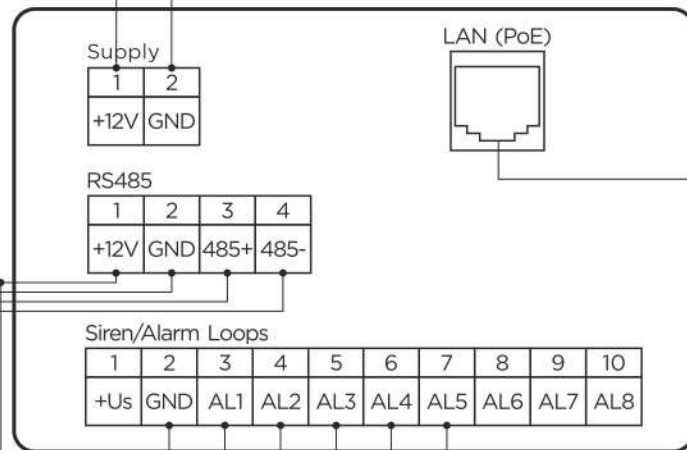 Supply
1 2
+12V GND
LAN (PoE)
RS485
1 2 3 4
+12V GND 485+ 485-
Siren/Alarm Loops
1 2 3 4 5 6 7 8 9 10
+Us GND AL1 AL2 AL3 AL4 AL5 AL6 AL7 AL8